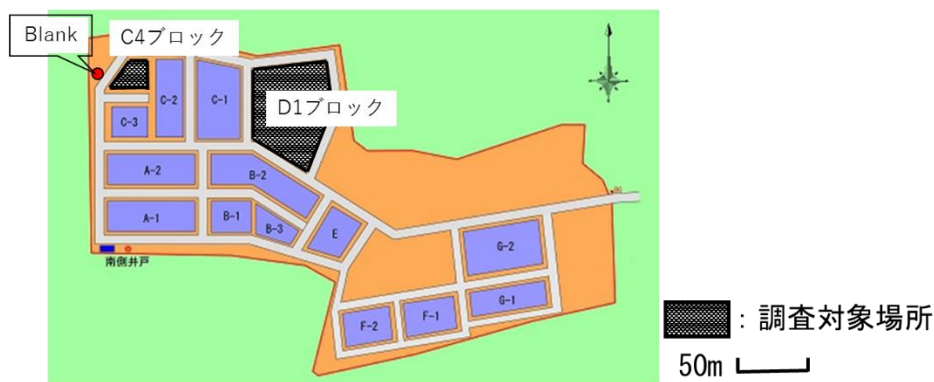 Blank
C4ブロック
D1ブロック
C-2
C-1
C-3
A-2
B-2
A-1
B-1
B-3
E
G-2
南側井戸
F-2
F-1
G-1
: 調査対象場所
50m